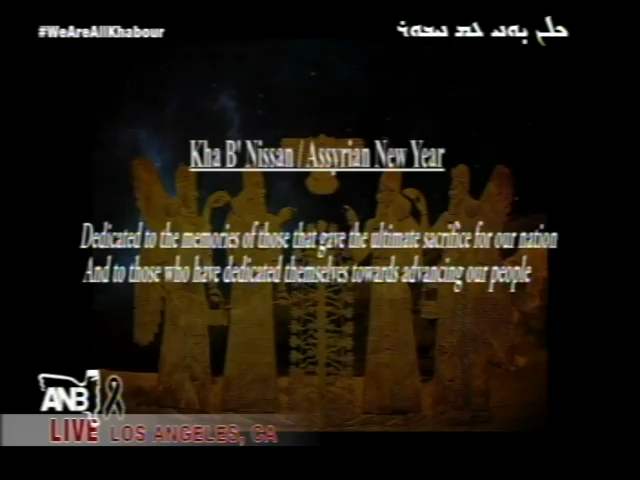 #WeAreAllKhabour
Kha B' Nissan / Assyrian New Year
Dedicated to the memories of those that gave the ultimate sacrifice for our nation
And to those who have dedicated themselves towards advancing our people
ANB
LIVE LOS ANGELES, CA